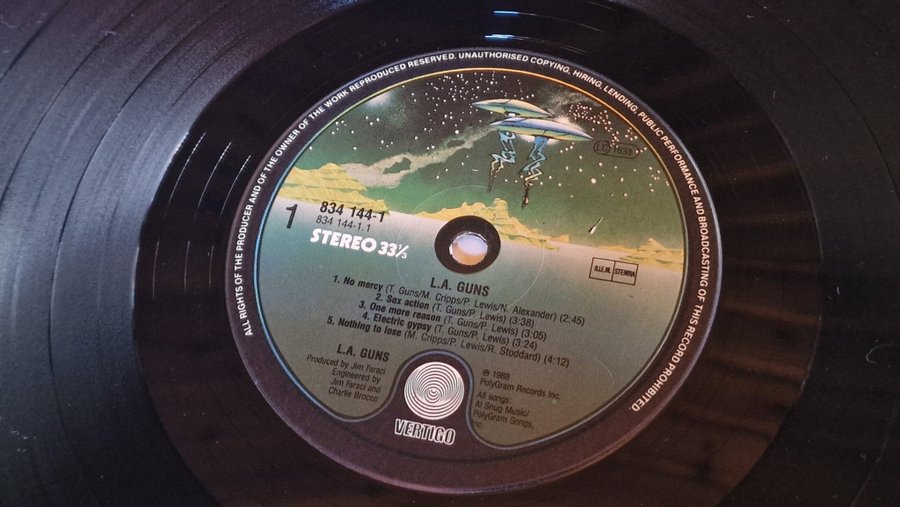 ALL RIGHTS OF THE PRODUCER AND OF THE OWNER OF THE WORK REPRODUCED RESERVED. UNAUTHORISED COPYING, HIRING, LENDING, PUBLIC PERFORMANCE AND BROADCASTING OF THIS RECORD PROHIBITED.
LC 1633
1
834 144-1
834 144-1.1
STEREO 33⅓
B.I.E.M. STEMRA
L.A. GUNS
1. No mercy (T. Guns/M. Cripps/P. Lewis/N. Alexander) (2:45)
2. Sex action (T. Guns/P. Lewis) (3:38)
3. One more reason (T. Guns/P. Lewis) (3:05)
4. Electric gypsy (T. Guns/P. Lewis) (3:24)
5. Nothing to lose (M. Cripps/P. Lewis/R. Stoddard) (4:12)
L.A. GUNS
Produced by Jim Faraci
Engineered by
Jim Faraci and
Charlie Brocco
℗ 1988
PolyGram Records Inc.
All songs:
Al Snug Music/
PolyGram Songs,
Inc.
VERTIGO